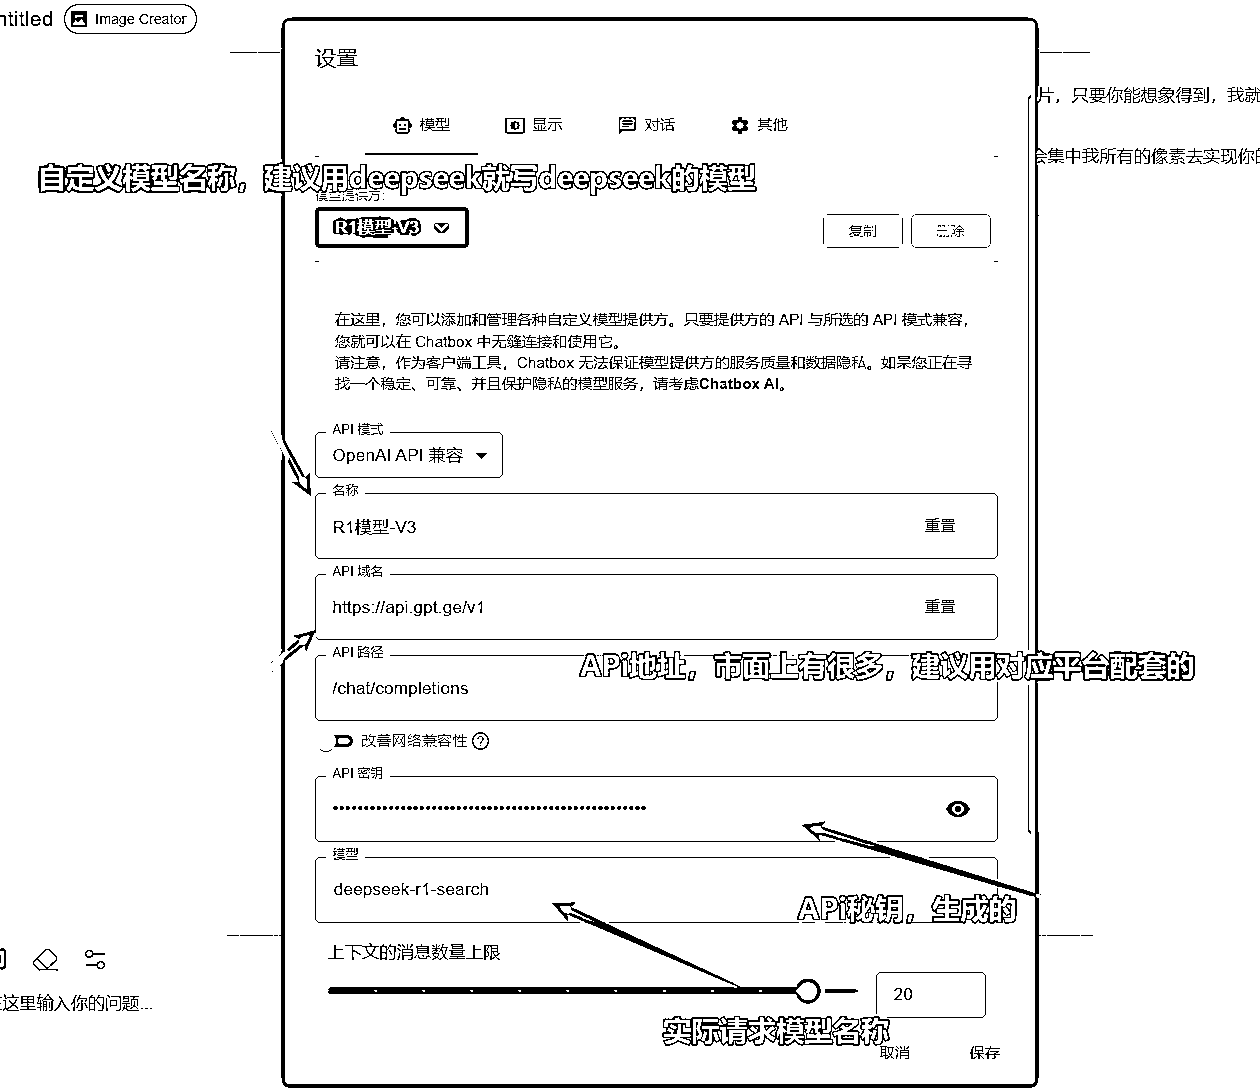 ntitled
Image Creator
设置
片，只要你能想象得到，我就
模型
显示
对话
其他
会集中我所有的像素去实现你的
自定义模型名称，建议用deepseek就写deepseek的模型
模型提供方:
R1模型-V3
复制
删除
在这里，您可以添加和管理各种自定义模型提供方。只要提供方的 API 与所选的 API 模式兼容，
您就可以在 Chatbox 中无缝连接和使用它。
请注意，作为客户端工具，Chatbox 无法保证模型提供方的服务质量和数据隐私。如果您正在寻
找一个稳定、可靠、并且保护隐私的模型服务，请考虑Chatbox AI。
API 模式
OpenAI API 兼容
名称
R1模型-V3
重置
API 域名
https://api.gpt.ge/v1
重置
API 路径
APi地址，市面上有很多，建议用对应平台配套的
/chat/completions
改善网络兼容性
API 密钥
模型
deepseek-r1-search
APi秘钥，生成的
上下文的消息数量上限
20
在这里输入你的问题...
实际请求模型名称
取消
保存